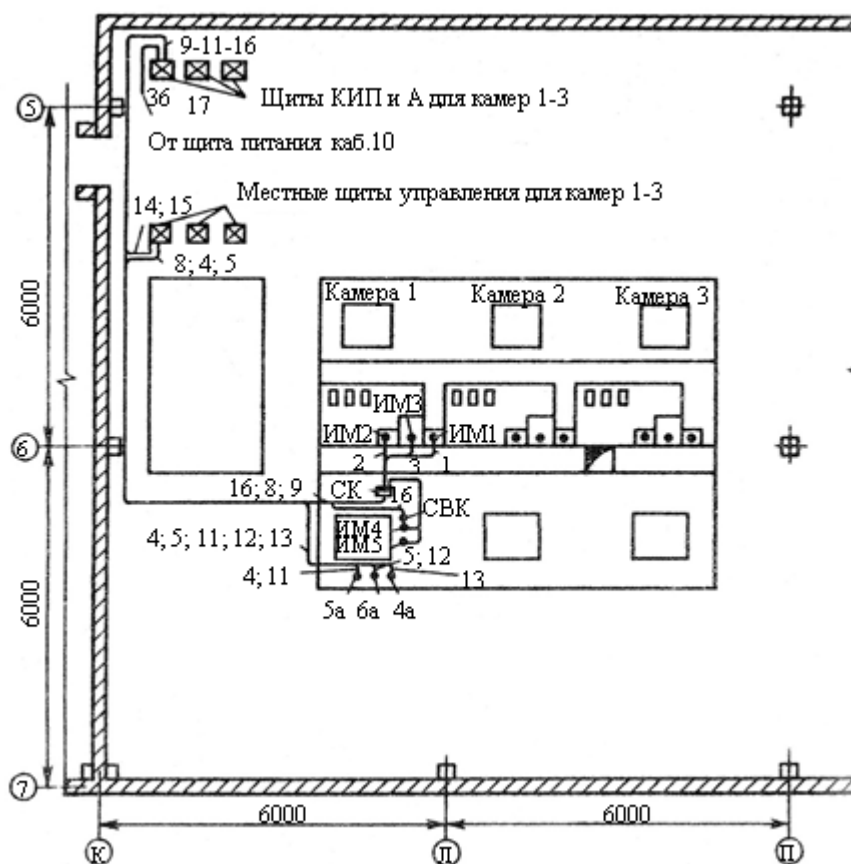 9-11-16
36
17
Щиты КИП и А для камер 1-3
5
От щита питания каб.10
Местные щиты управления для камер 1-3
14; 15
8; 4; 5
6000
Камера 1
Камера 2
Камера 3
ИМ3
ИМ2
ИМ1
6
2
3
1
16; 8; 9
СК
16
СВК
ИМ4
ИМ5
4; 5; 11; 12; 13
5; 12
4; 11
13
5а
6а
4а
6000
7
6000
6000
К
Л
П